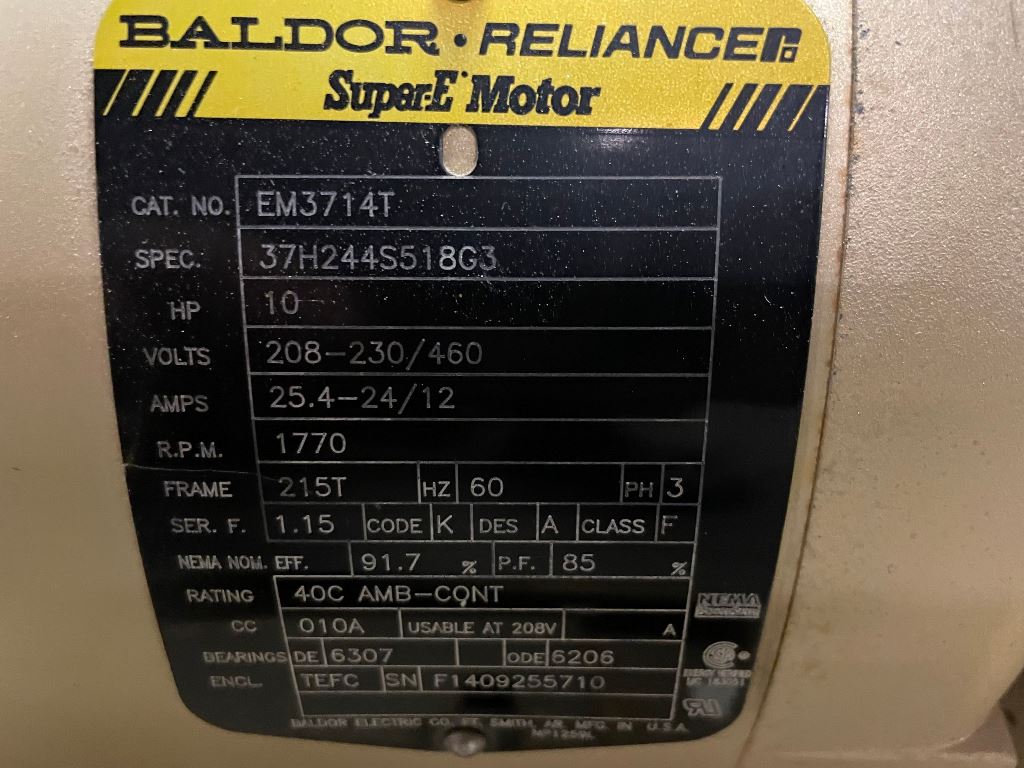 BALDOR • RELIANCE
Super-E Motor
CAT. NO. EM3714T
SPEC. 37H244S518G3
HP 10
VOLTS 208-230/460
AMPS 25.4-24/12
R.P.M. 1770
FRAME 215T HZ 60 PH 3
SER. F. 1.15 CODE K DES A CLASS F
NEMA NOM. EFF. 91.7 % P.F. 85 %
RATING 40C AMB-CONT
NEMA
CC 010A USABLE AT 208V A
BEARINGS DE 6307 ODE 6206
ENCL. TEFC SN F1409255710
BALDOR ELECTRIC CO. FT. SMITH, AR. MFG. IN U.S.A.